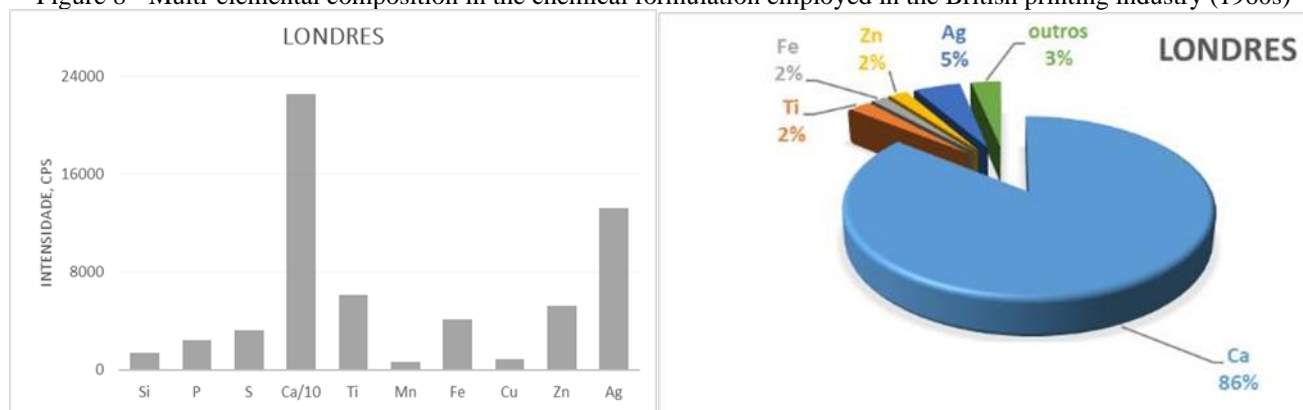 Figure 8 - Multi-elemental composition in the chemical formulation employed in the British printing industry (1960s)
LONDRES
24000
16000
8000
0
INTENSIDADE, CPS
Si P S Ca/10 Ti Mn Fe Cu Zn Ag
LONDRES
Fe
2%
Zn
2%
Ag
5%
outros
3%
Ti
2%
Ca
86%